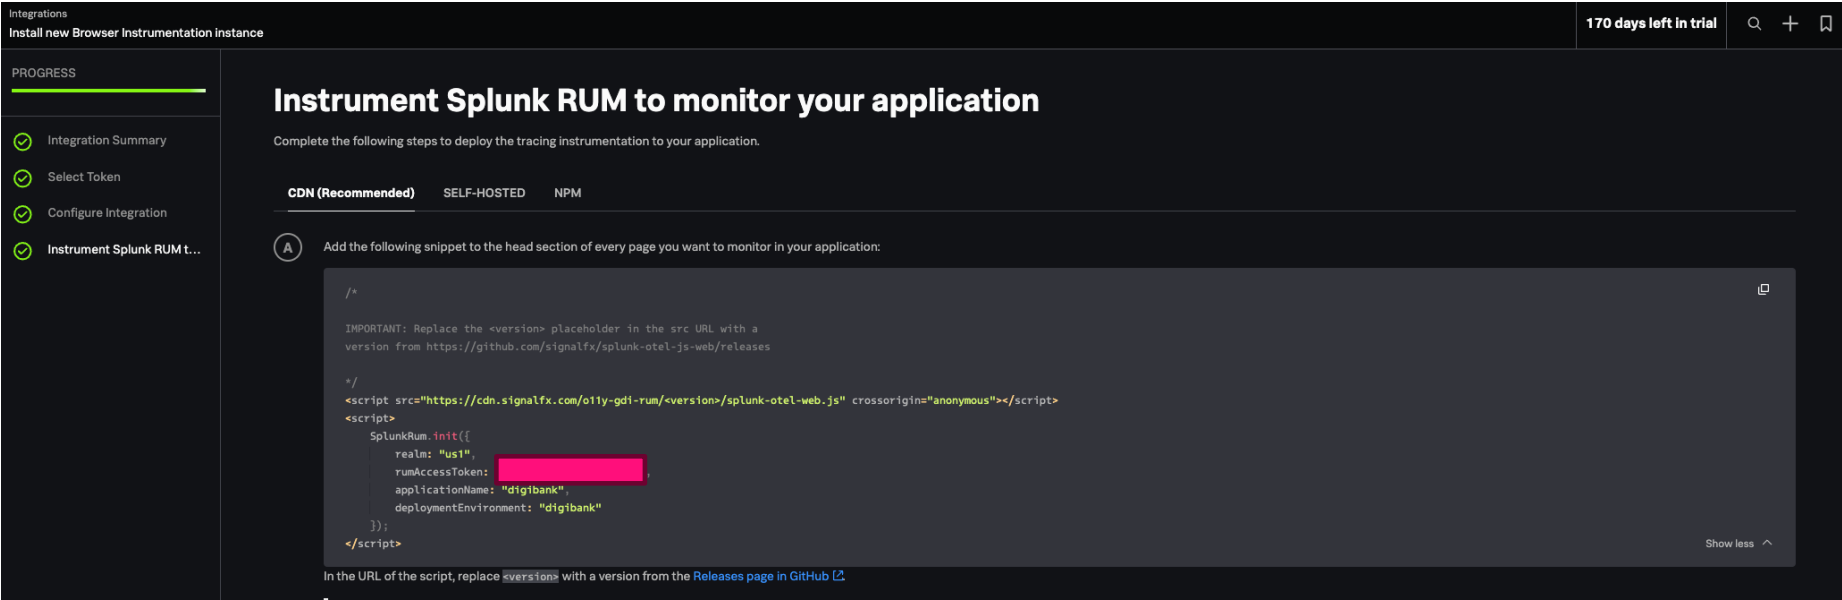 Integrations
Install new Browser Instrumentation instance
170 days left in trial
PROGRESS
Integration Summary
Select Token
Configure Integration
Instrument Splunk RUM t...
Instrument Splunk RUM to monitor your application
Complete the following steps to deploy the tracing instrumentation to your application.
CDN (Recommended) SELF-HOSTED NPM
A Add the following snippet to the head section of every page you want to monitor in your application:
/*
IMPORTANT: Replace the <version> placeholder in the src URL with a
version from https://github.com/signalfx/splunk-otel-js-web/releases
*/
<script src="https://cdn.signalfx.com/o11y-gdi-rum/<version>/splunk-otel-web.js" crossorigin="anonymous"></script>
<script>
SplunkRum.init({
realm: "us1",
rumAccessToken: ,
applicationName: "digibank",
deploymentEnvironment: "digibank"
});
</script>
Show less
In the URL of the script, replace <version> with a version from the Releases page in GitHub.